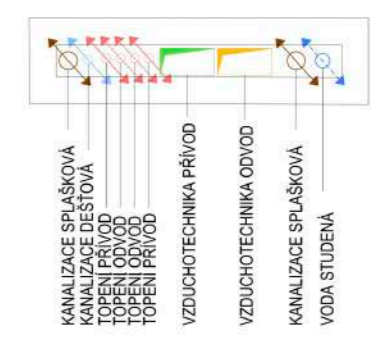 KANALIZACE SPLAŠKOVÁ
KANALIZACE DEŠŤOVÁ
TOPENÍ PŘÍVOD
TOPENÍ ODVOD
TOPENÍ ODVOD
TOPENÍ PŘÍVOD
VZDUCHOTECHNIKA PŘÍVOD
VZDUCHOTECHNIKA ODVOD
KANALIZACE SPLAŠKOVÁ
VODA STUDENÁ